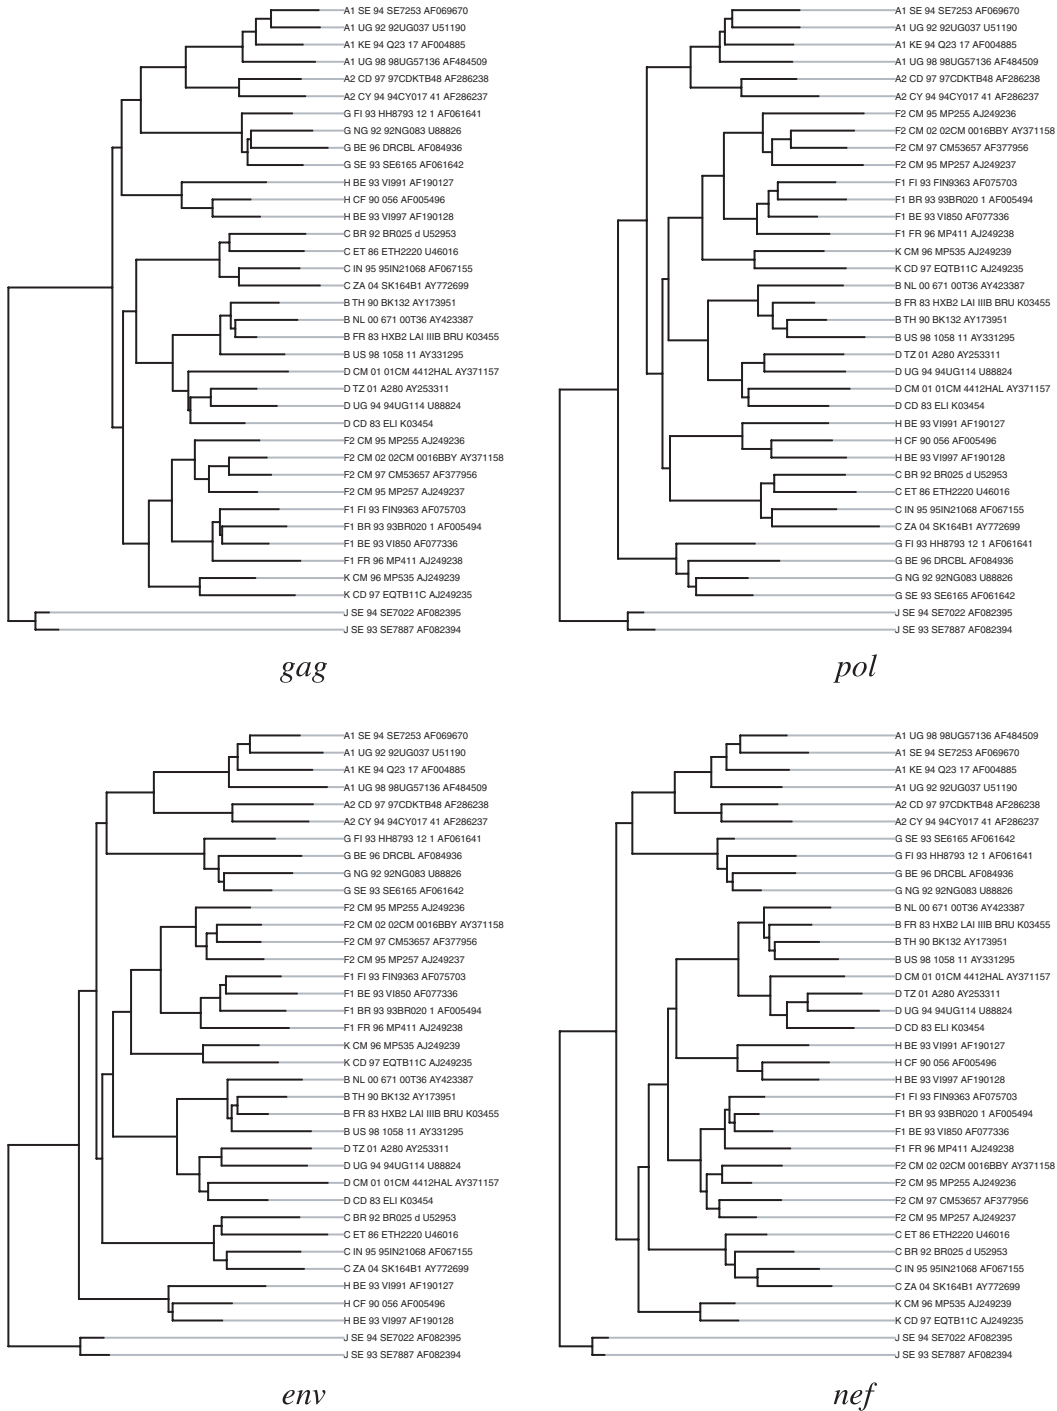 A1 SE 94 SE7253 AF069670
A1 UG 92 92UG037 U51190
A1 KE 94 Q23 17 AF004885
A1 UG 98 98UG57136 AF484509
A2 CD 97 97CDKTB48 AF286238
A2 CY 94 94CY017 41 AF286237
G FI 93 HH8793 12 1 AF061641
G NG 92 92NG083 U88826
G BE 96 DRCBL AF084936
G SE 93 SE6165 AF061642
H BE 93 VI991 AF190127
H CF 90 056 AF005496
H BE 93 VI997 AF190128
C BR 92 BR025 d U52953
C ET 86 ETH2220 U46016
C IN 95 95IN21068 AF067155
C ZA 04 SK164B1 AY772699
B TH 90 BK132 AY173951
B NL 00 671 00T36 AY423387
B FR 83 HXB2 LAI IIIB BRU K03455
B US 98 1058 11 AY331295
D CM 01 01CM 4412HAL AY371157
D TZ 01 A280 AY253311
D UG 94 94UG114 U88824
D CD 83 ELI K03454
F2 CM 95 MP255 AJ249236
F2 CM 02 02CM 0016BBY AY371158
F2 CM 97 CM53657 AF377956
F2 CM 95 MP257 AJ249237
F1 FI 93 FIN9363 AF075703
F1 BR 93 93BR020 1 AF005494
F1 BE 93 VI850 AF077336
F1 FR 96 MP411 AJ249238
K CM 96 MP535 AJ249239
K CD 97 EQTB11C AJ249235
J SE 94 SE7022 AF082395
J SE 93 SE7887 AF082394
gag
A1 SE 94 SE7253 AF069670
A1 UG 92 92UG037 U51190
A1 KE 94 Q23 17 AF004885
A1 UG 98 98UG57136 AF484509
A2 CD 97 97CDKTB48 AF286238
A2 CY 94 94CY017 41 AF286237
F2 CM 95 MP255 AJ249236
F2 CM 02 02CM 0016BBY AY371158
F2 CM 97 CM53657 AF377956
F2 CM 95 MP257 AJ249237
F1 FI 93 FIN9363 AF075703
F1 BR 93 93BR020 1 AF005494
F1 BE 93 VI850 AF077336
F1 FR 96 MP411 AJ249238
K CM 96 MP535 AJ249239
K CD 97 EQTB11C AJ249235
B NL 00 671 00T36 AY423387
B FR 83 HXB2 LAI IIIB BRU K03455
B TH 90 BK132 AY173951
B US 98 1058 11 AY331295
D TZ 01 A280 AY253311
D UG 94 94UG114 U88824
D CM 01 01CM 4412HAL AY371157
D CD 83 ELI K03454
H BE 93 VI991 AF190127
H CF 90 056 AF005496
H BE 93 VI997 AF190128
C BR 92 BR025 d U52953
C ET 86 ETH2220 U46016
C IN 95 95IN21068 AF067155
C ZA 04 SK164B1 AY772699
G FI 93 HH8793 12 1 AF061641
G BE 96 DRCBL AF084936
G NG 92 92NG083 U88826
G SE 93 SE6165 AF061642
J SE 94 SE7022 AF082395
J SE 93 SE7887 AF082394
pol
A1 SE 94 SE7253 AF069670
A1 UG 92 92UG037 U51190
A1 KE 94 Q23 17 AF004885
A1 UG 98 98UG57136 AF484509
A2 CD 97 97CDKTB48 AF286238
A2 CY 94 94CY017 41 AF286237
G FI 93 HH8793 12 1 AF061641
G BE 96 DRCBL AF084936
G NG 92 92NG083 U88826
G SE 93 SE6165 AF061642
F2 CM 95 MP255 AJ249236
F2 CM 02 02CM 0016BBY AY371158
F2 CM 97 CM53657 AF377956
F2 CM 95 MP257 AJ249237
F1 FI 93 FIN9363 AF075703
F1 BE 93 VI850 AF077336
F1 BR 93 93BR020 1 AF005494
F1 FR 96 MP411 AJ249238
K CM 96 MP535 AJ249239
K CD 97 EQTB11C AJ249235
B NL 00 671 00T36 AY423387
B TH 90 BK132 AY173951
B FR 83 HXB2 LAI IIIB BRU K03455
B US 98 1058 11 AY331295
D TZ 01 A280 AY253311
D UG 94 94UG114 U88824
D CM 01 01CM 4412HAL AY371157
D CD 83 ELI K03454
C BR 92 BR025 d U52953
C ET 86 ETH2220 U46016
C IN 95 95IN21068 AF067155
C ZA 04 SK164B1 AY772699
H BE 93 VI991 AF190127
H CF 90 056 AF005496
H BE 93 VI997 AF190128
J SE 94 SE7022 AF082395
J SE 93 SE7887 AF082394
env
A1 UG 98 98UG57136 AF484509
A1 SE 94 SE7253 AF069670
A1 KE 94 Q23 17 AF004885
A1 UG 92 92UG037 U51190
A2 CD 97 97CDKTB48 AF286238
A2 CY 94 94CY017 41 AF286237
G SE 93 SE6165 AF061642
G FI 93 HH8793 12 1 AF061641
G BE 96 DRCBL AF084936
G NG 92 92NG083 U88826
B NL 00 671 00T36 AY423387
B FR 83 HXB2 LAI IIIB BRU K03455
B TH 90 BK132 AY173951
B US 98 1058 11 AY331295
D CM 01 01CM 4412HAL AY371157
D TZ 01 A280 AY253311
D UG 94 94UG114 U88824
D CD 83 ELI K03454
H BE 93 VI991 AF190127
H CF 90 056 AF005496
H BE 93 VI997 AF190128
F1 FI 93 FIN9363 AF075703
F1 BR 93 93BR020 1 AF005494
F1 BE 93 VI850 AF077336
F1 FR 96 MP411 AJ249238
F2 CM 02 02CM 0016BBY AY371158
F2 CM 95 MP255 AJ249236
F2 CM 97 CM53657 AF377956
F2 CM 95 MP257 AJ249237
C ET 86 ETH2220 U46016
C BR 92 BR025 d U52953
C IN 95 95IN21068 AF067155
C ZA 04 SK164B1 AY772699
K CM 96 MP535 AJ249239
K CD 97 EQTB11C AJ249235
J SE 94 SE7022 AF082395
J SE 93 SE7887 AF082394
nef